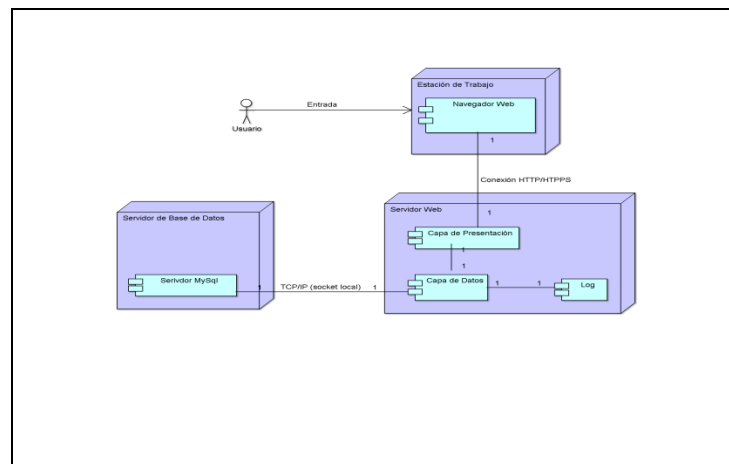 Estación de Trabajo
Navegador Web
Entrada
Usuario
1
Conexión HTTP/HTPPS
Servidor Web
1
Servidor de Base de Datos
Capa de Presentación
1
1
Serivdor MySql
1
TCP/IP (socket local)
1
Capa de Datos
1
1
Log